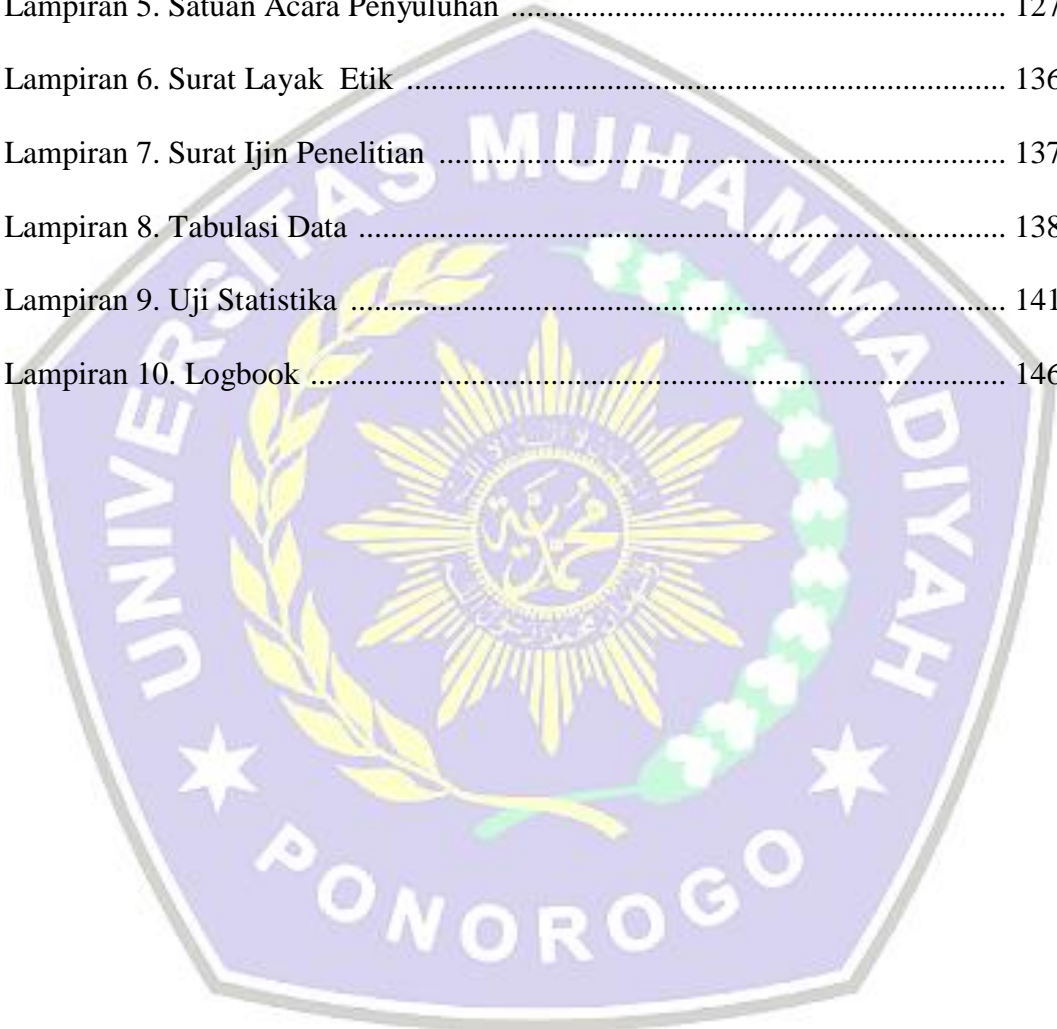 Lampiran 5. Satuan Acara Penyuluhan ............................................................... 127
Lampiran 6. Surat Layak  Etik ........................................................................... 136
Lampiran 7. Surat Ijin Penelitian ....................................................................... 137
Lampiran 8. Tabulasi Data ................................................................................. 138
Lampiran 9. Uji Statistika .................................................................................. 141
Lampiran 10. Logbook ....................................................................................... 146
UNIVERSITAS MUHAMMADIYAH
PONOROGO